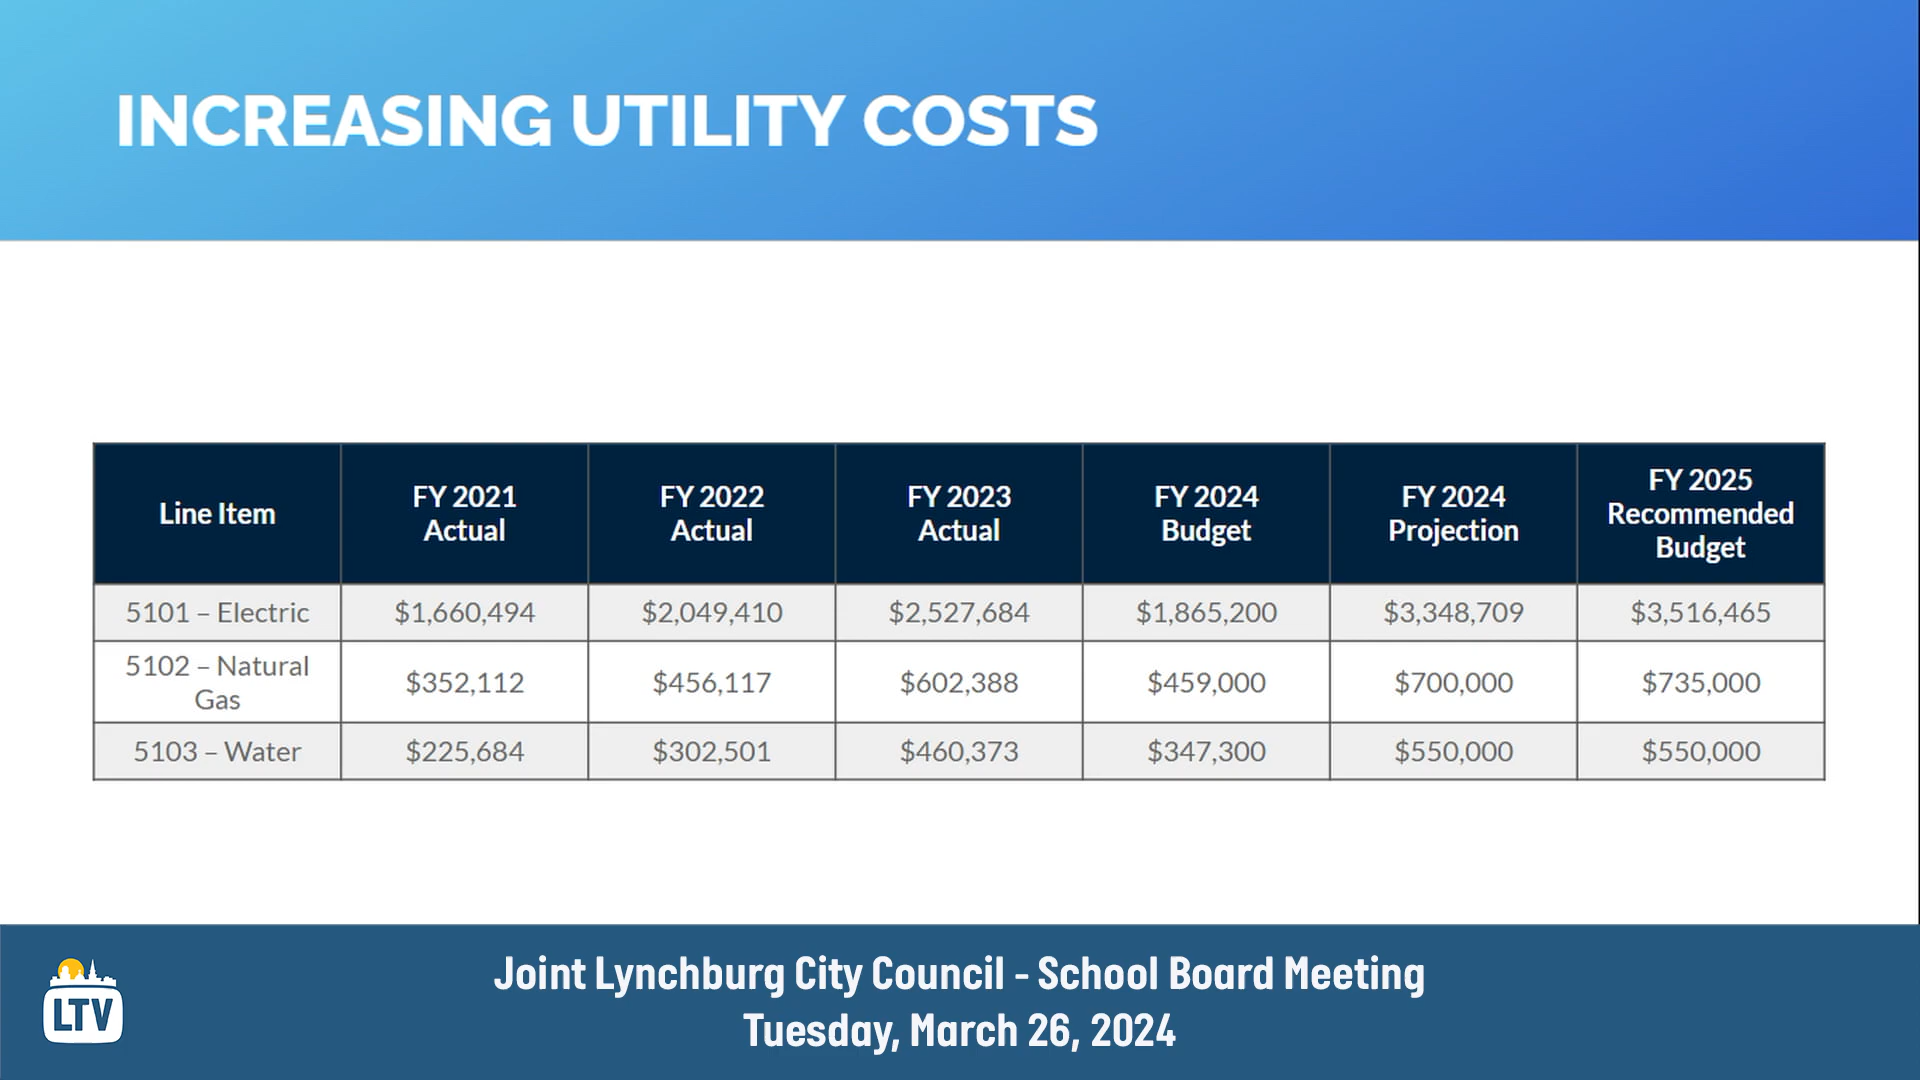 INCREASING UTILITY COSTS
Line Item
FY 2021
Actual
FY 2022
Actual
FY 2023
Actual
FY 2024
Budget
FY 2024
Projection
FY 2025
Recommended
Budget
5101 – Electric
$1,660,494
$2,049,410
$2,527,684
$1,865,200
$3,348,709
$3,516,465
5102 – Natural
Gas
$352,112
$456,117
$602,388
$459,000
$700,000
$735,000
5103 – Water
$225,684
$302,501
$460,373
$347,300
$550,000
$550,000
LTV
Joint Lynchburg City Council - School Board Meeting
Tuesday, March 26, 2024